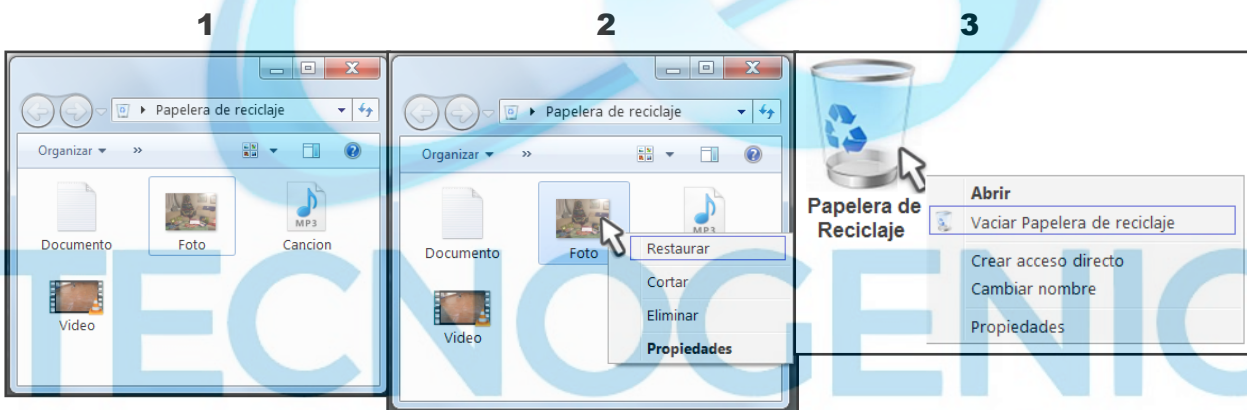 1
2
3
Papelera de reciclaje
Organizar
»
Documento
Foto
MP3
Cancion
Video
Papelera de reciclaje
Organizar
»
Documento
Foto
MP3
Video
Restaurar
Cortar
Eliminar
Propiedades
Papelera de
Reciclaje
Abrir
Vaciar Papelera de reciclaje
Crear acceso directo
Cambiar nombre
Propiedades
TECNOGENIO